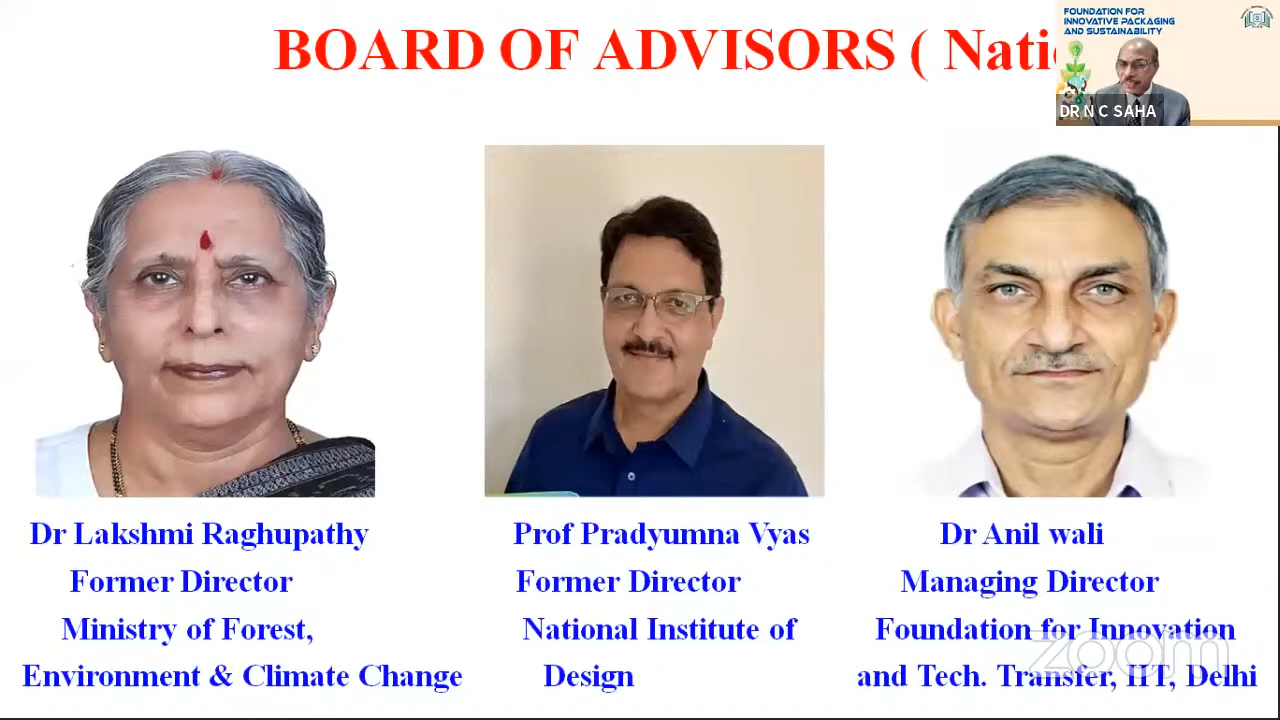 BOARD OF ADVISORS ( Natio
FOUNDATION FOR
INNOVATIVE PACKAGING
AND SUSTAINABILITY
DR N C SAHA
Dr Lakshmi Raghupathy
Former Director
Ministry of Forest,
Environment & Climate Change
Prof Pradyumna Vyas
Former Director
National Institute of
Design
Dr Anil wali
Managing Director
Foundation for Innovation
and Tech. Transfer, IIT, Delhi
zoom